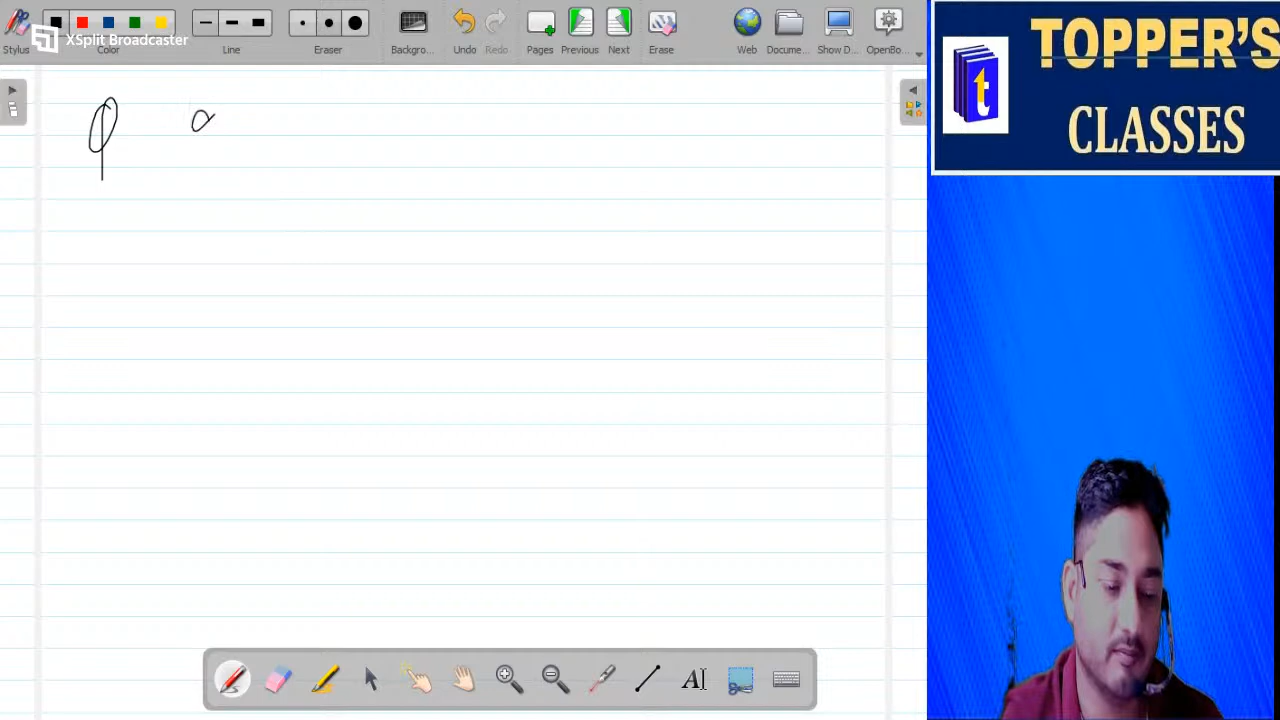 XSplit Broadcaster
Stylus Color Line Eraser Backgro... Undo Redo Pages Previous Next Erase Web Docume... Show D... OpenBo...
TOPPER'S
CLASSES
t
φ a
AI